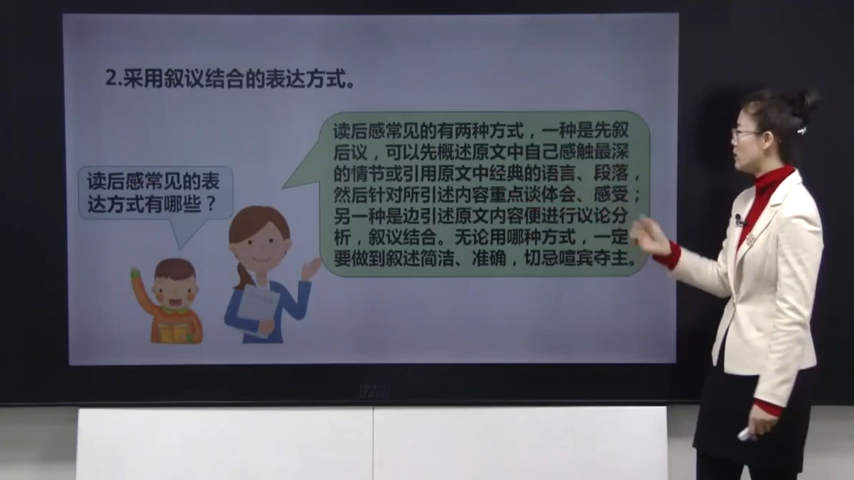 2.采用叙议结合的表达方式。
读后感常见的表
达方式有哪些？
读后感常见的有两种方式，一种是先叙
后议，可以先概述原文中自己感触最深
的情节或引用原文中经典的语言、段落，
然后针对所引述内容重点谈体会、感受；
另一种是边引述原文内容便进行议论分
析，叙议结合。无论用哪种方式，一定
要做到叙述简洁、准确，切忌喧宾夺主。